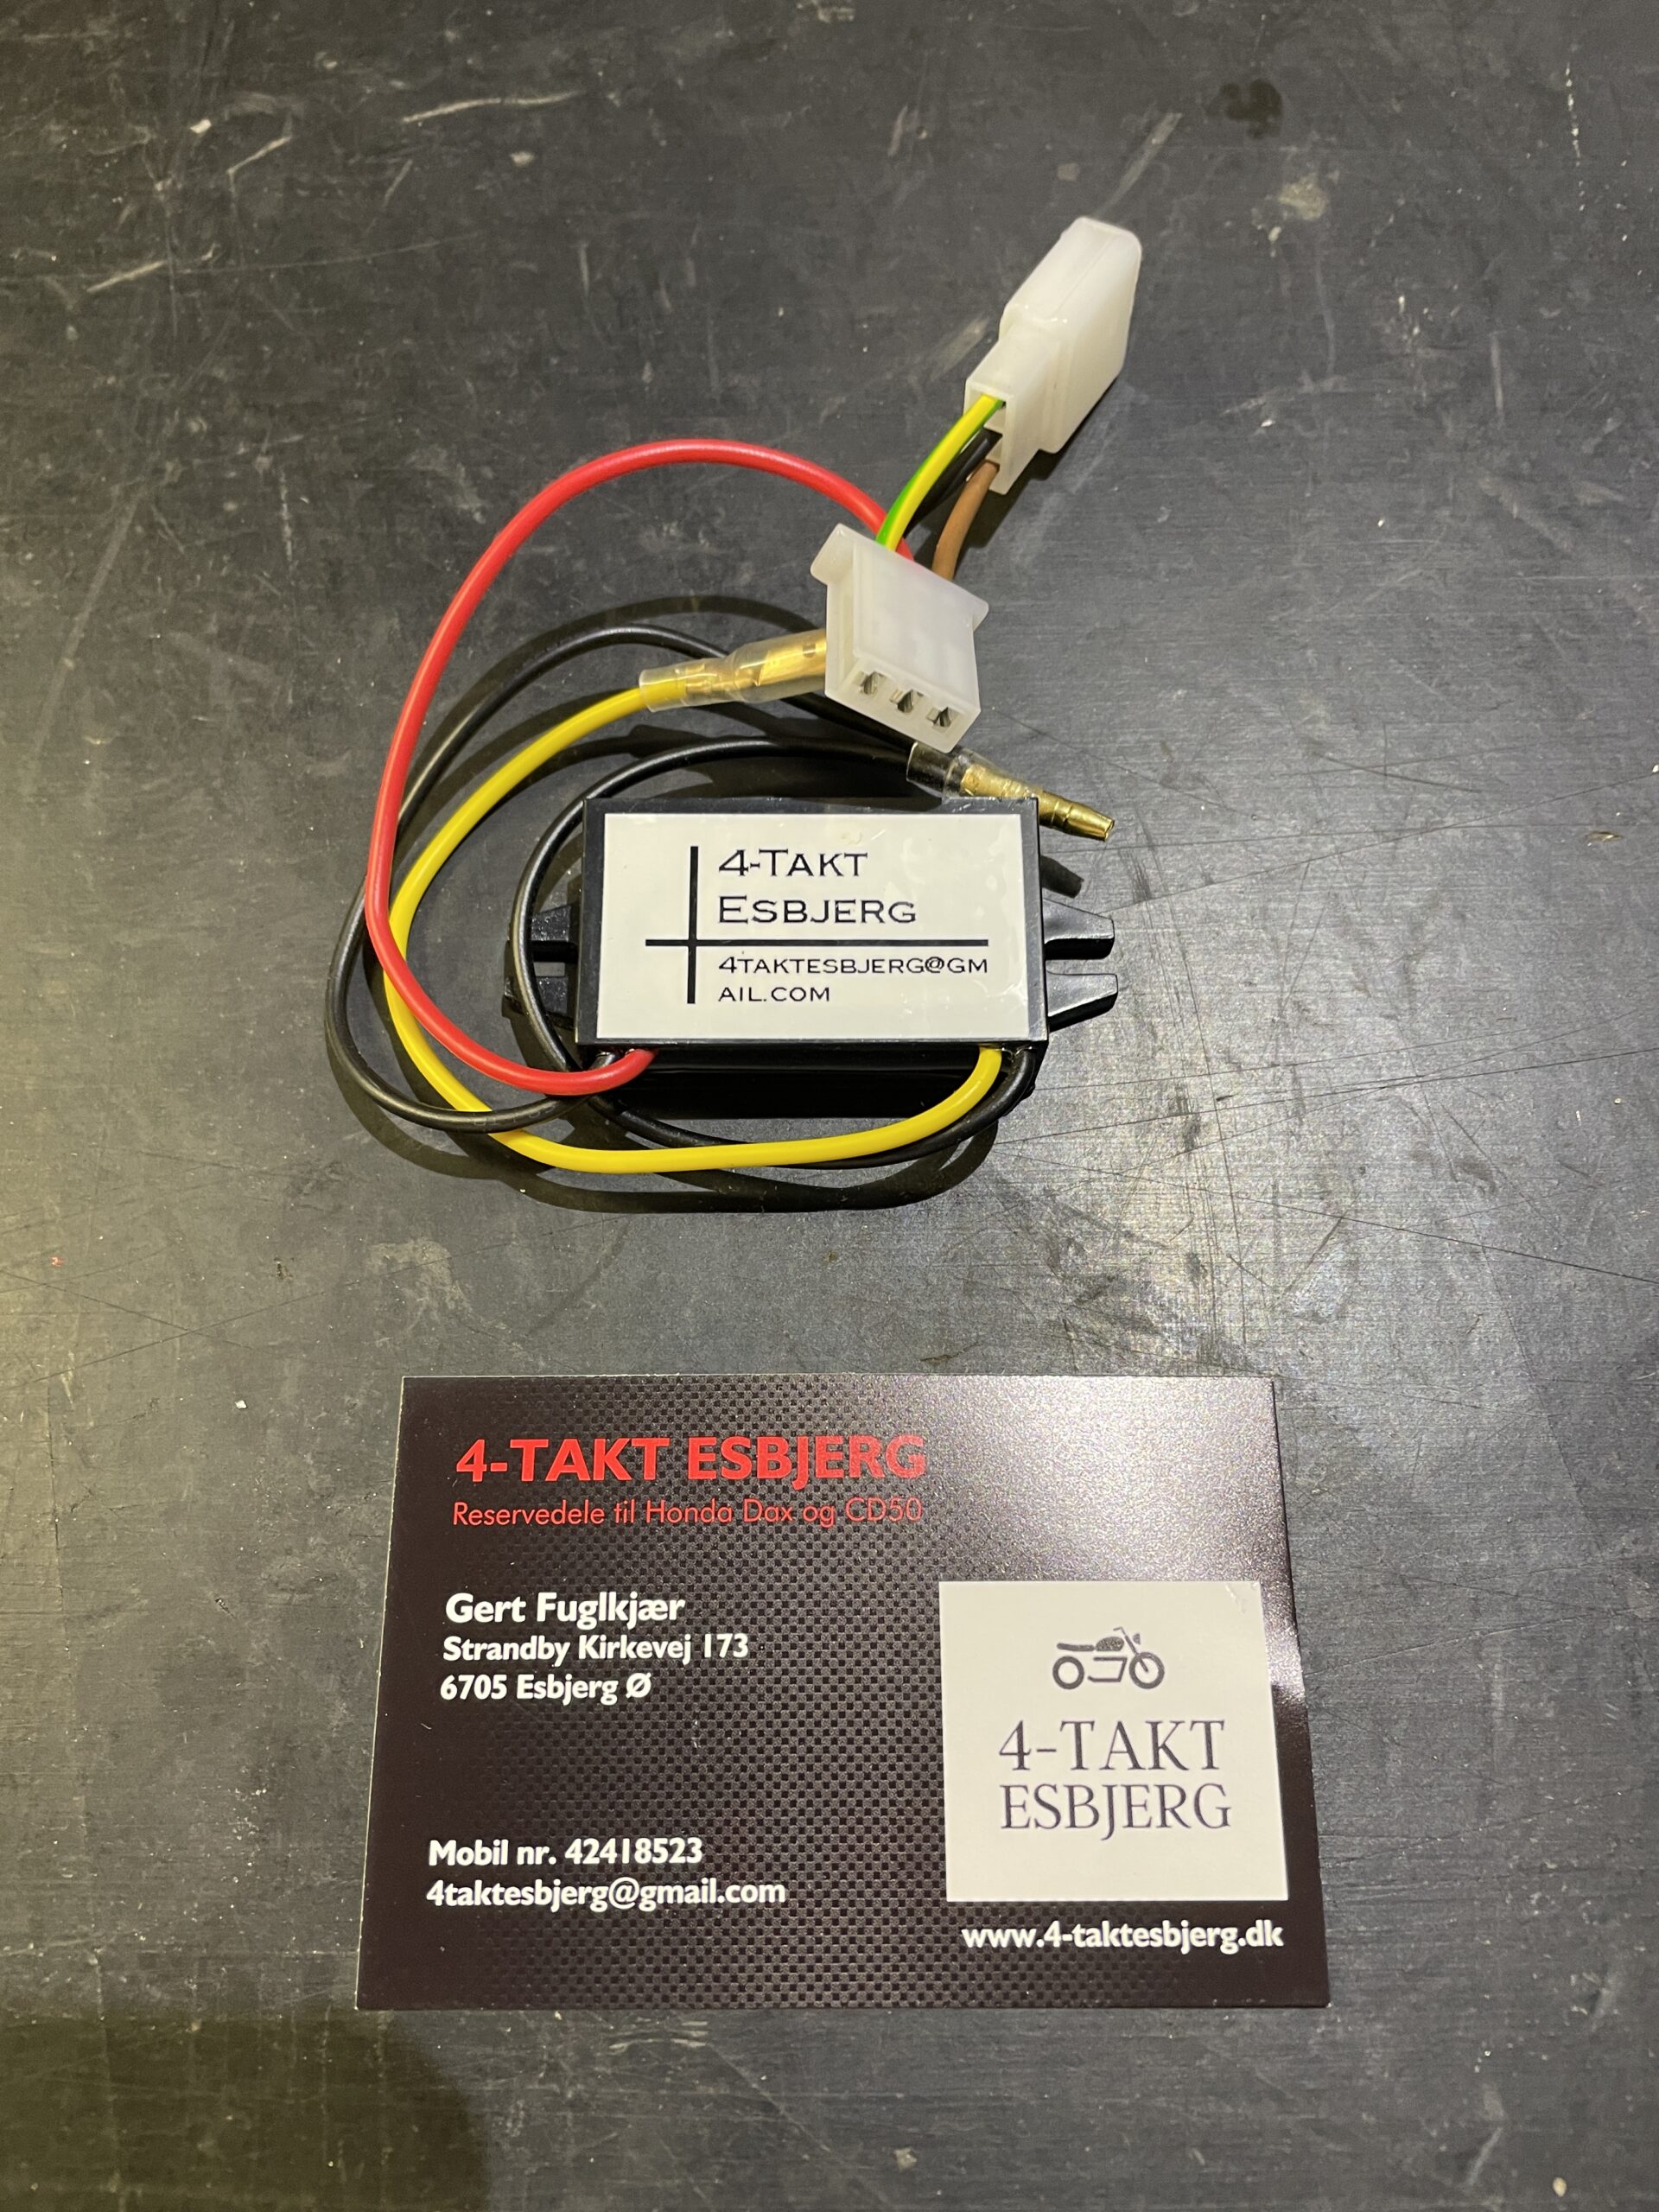 4-TAKT
ESBJERG
4TAKTESBJERG@GM
AIL.COM
4-TAKT ESBJERG
Reservedele til Honda Dax og CD50
Gert Fuglkjær
Strandby Kirkevej 173
6705 Esbjerg Ø
Mobil nr. 42418523
4taktesbjerg@gmail.com
4-TAKT
ESBJERG
www.4-taktesbjerg.dk